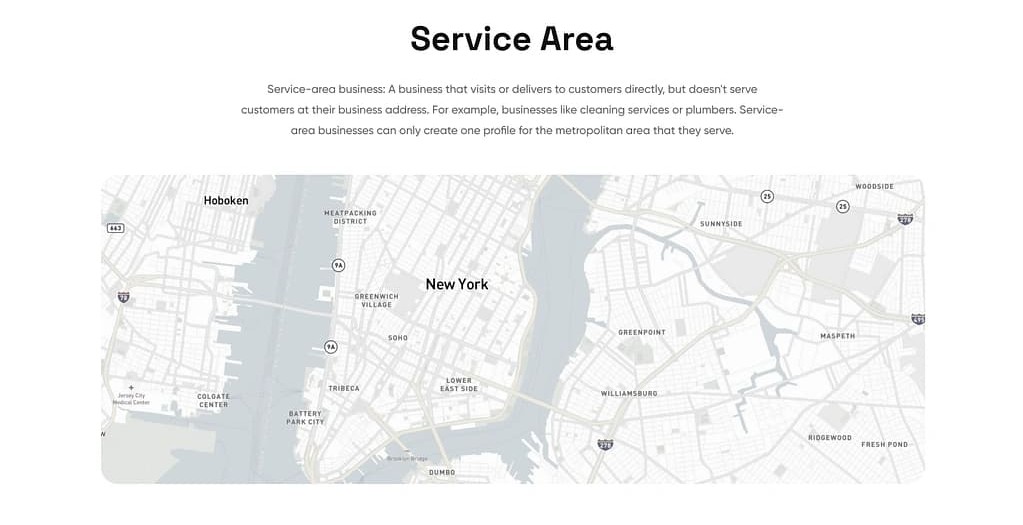 Service Area
Service-area business: A business that visits or delivers to customers directly, but doesn't serve
customers at their business address. For example, businesses like cleaning services or plumbers. Service-
area businesses can only create one profile for the metropolitan area that they serve.
WOODSIDE
25
Hoboken
25
MEATPACKING
DISTRICT
278
SUNNYSIDE
663
9A
New York
78
GREENWICH
VILLAGE
495
GREENPOINT
SOHO
MASPETH
9A
LOWER
EAST SIDE
TRIBECA
Jersey City
Medical Center
COLGATE
CENTER
WILLIAMSBURG
BATTERY
PARK CITY
W
RIDGEWOOD
278
FRESH POND
Brooklyn Bridge
DUMBO